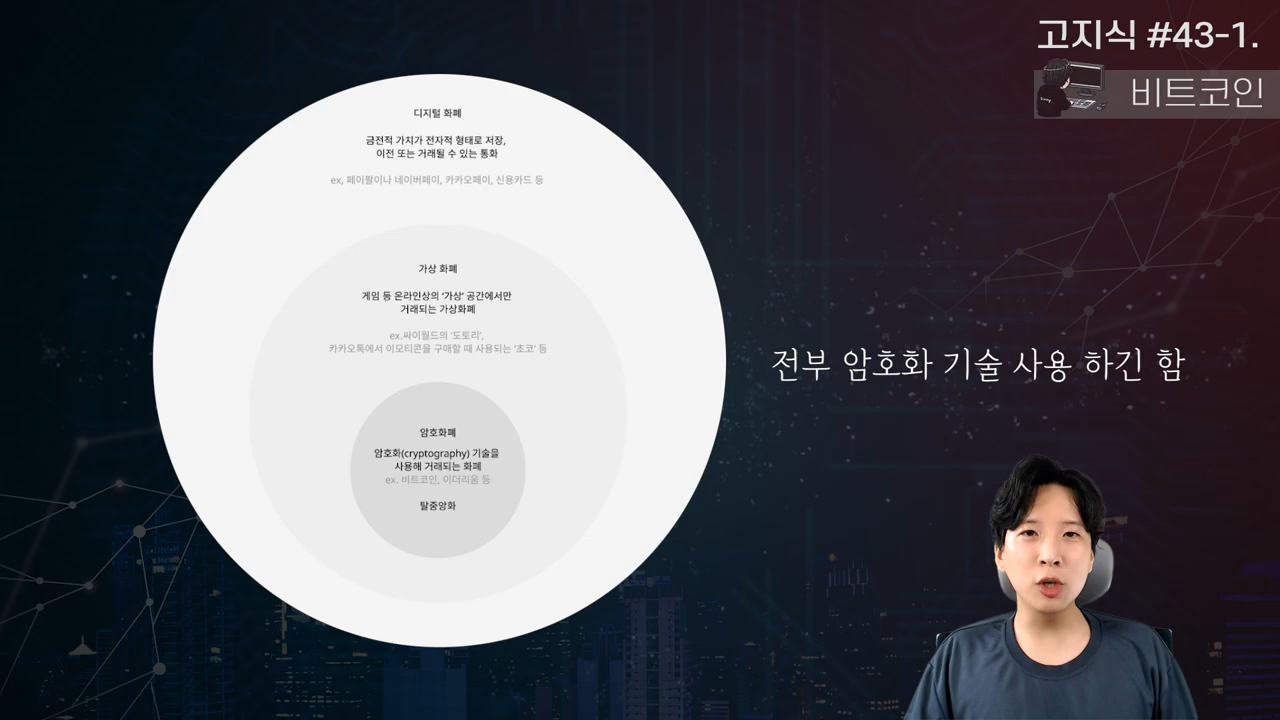 고지식 #43-1.
비트코인
디지털 화폐
금전적 가치가 전자적 형태로 저장,
이전 또는 거래될 수 있는 통화
ex, 페이팔이나 네이버페이, 카카오페이, 신용카드 등
가상 화폐
게임 등 온라인상의 '가상' 공간에서만
거래되는 가상화폐
ex.싸이월드의 '도토리',
카카오톡에서 이모티콘을 구매할 때 사용되는 '초코' 등
암호화폐
암호화(cryptography) 기술을
사용해 거래되는 화폐
ex. 비트코인, 이더리움 등
탈중앙화
전부 암호화 기술 사용 하긴 함